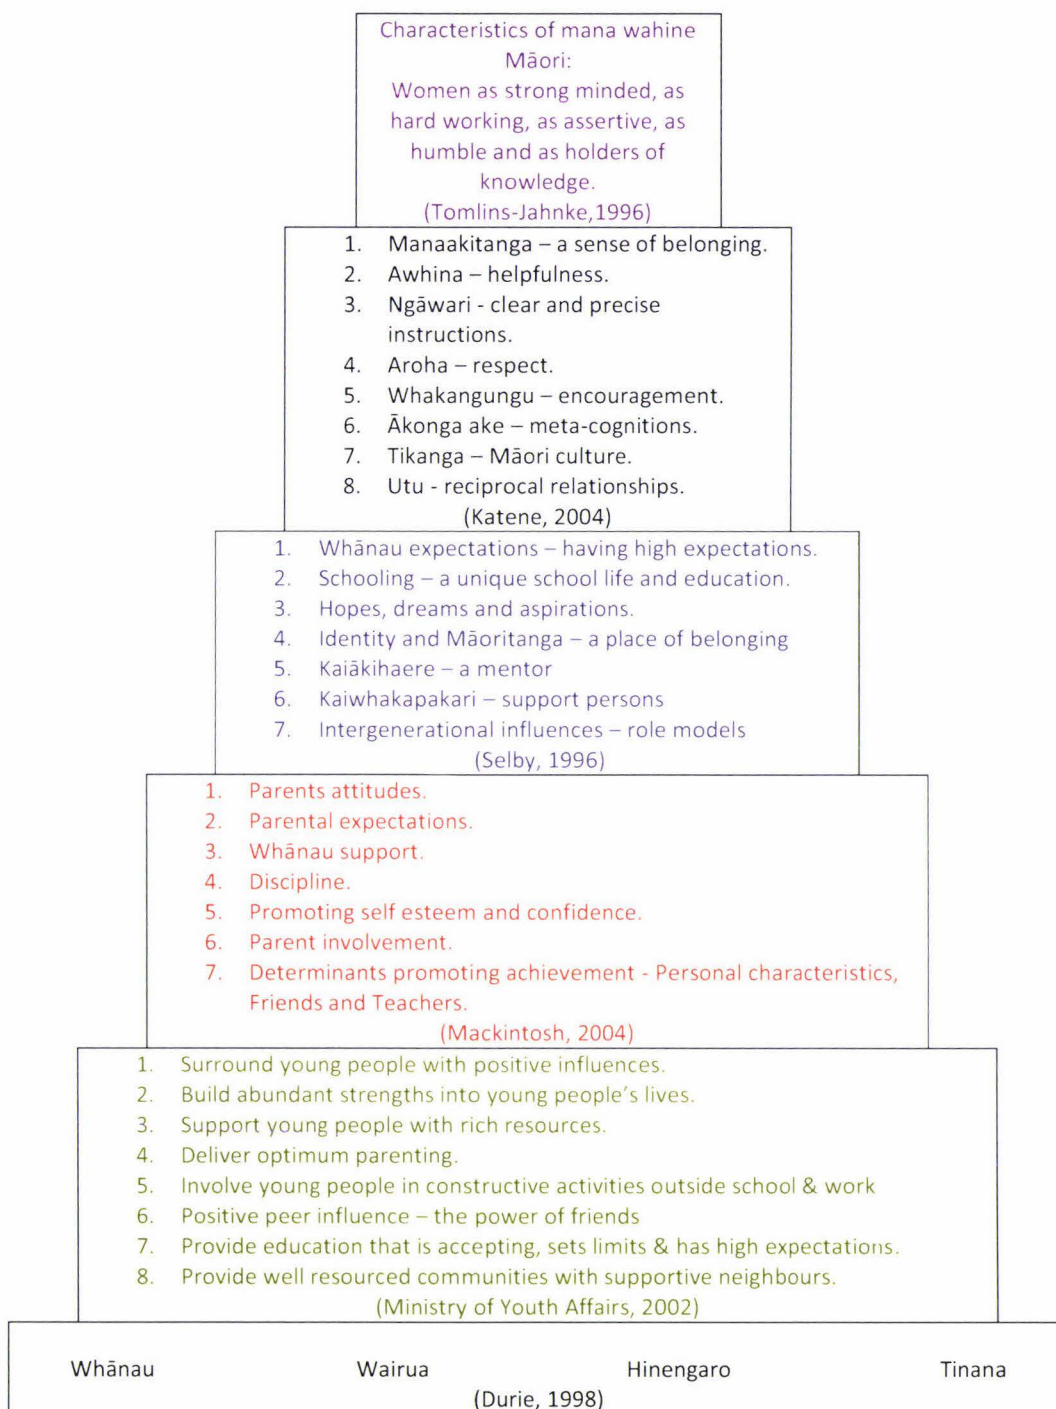 Characteristics of mana wahine
Māori:
Women as strong minded, as
hard working, as assertive, as
humble and as holders of
knowledge.
(Tomlins-Jahnke,1996)
1. Manaakitanga – a sense of belonging.
2. Awhina – helpfulness.
3. Ngāwari - clear and precise
instructions.
4. Aroha – respect.
5. Whakangungu – encouragement.
6. Ākonga ake – meta-cognitions.
7. Tikanga – Māori culture.
8. Utu - reciprocal relationships.
(Katene, 2004)
1. Whānau expectations – having high expectations.
2. Schooling – a unique school life and education.
3. Hopes, dreams and aspirations.
4. Identity and Māoritanga – a place of belonging
5. Kaiākihaere – a mentor
6. Kaiwhakapakari – support persons
7. Intergenerational influences – role models
(Selby, 1996)
1. Parents attitudes.
2. Parental expectations.
3. Whānau support.
4. Discipline.
5. Promoting self esteem and confidence.
6. Parent involvement.
7. Determinants promoting achievement - Personal characteristics,
Friends and Teachers.
(Mackintosh, 2004)
1. Surround young people with positive influences.
2. Build abundant strengths into young people's lives.
3. Support young people with rich resources.
4. Deliver optimum parenting.
5. Involve young people in constructive activities outside school & work
6. Positive peer influence – the power of friends
7. Provide education that is accepting, sets limits & has high expectations.
8. Provide well resourced communities with supportive neighbours.
(Ministry of Youth Affairs, 2002)
Whānau Wairua Hinengaro Tinana
(Durie, 1998)